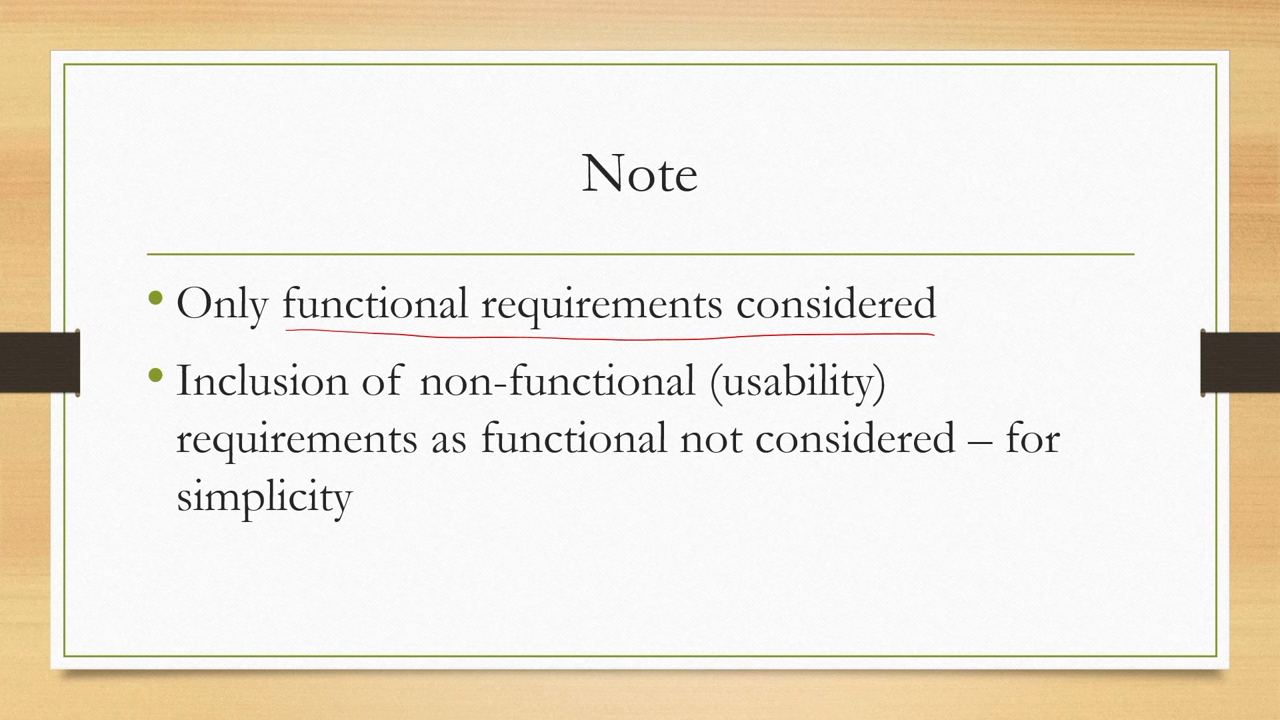 Note
• Only functional requirements considered
• Inclusion of non-functional (usability)
requirements as functional not considered – for
simplicity